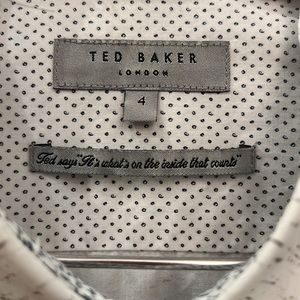 TED BAKER
LONDON
4
Ted says "It's what's on the inside that counts"